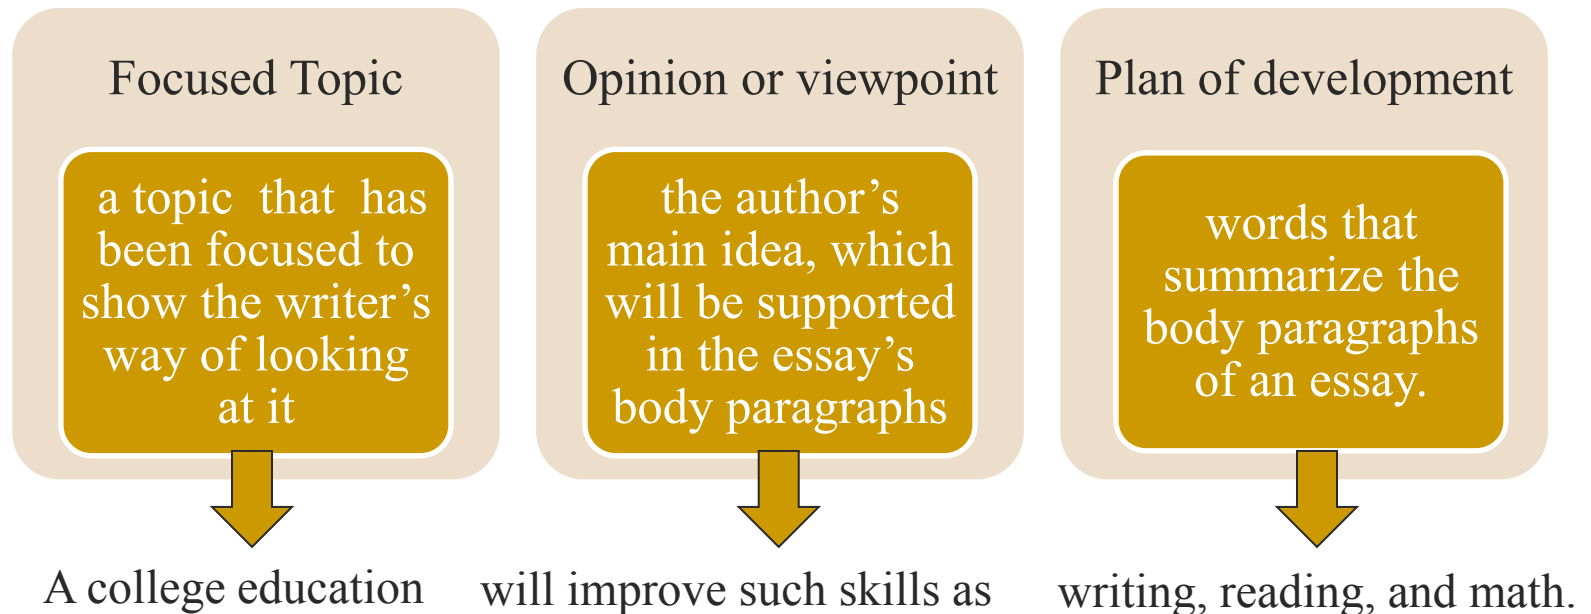 Focused Topic
a topic that has
been focused to
show the writer’s
way of looking
at it
A college education
Opinion or viewpoint
the author’s
main idea, which
will be supported
in the essay’s
body paragraphs
will improve such skills as
Plan of development
words that
summarize the
body paragraphs
of an essay.
writing, reading, and math.